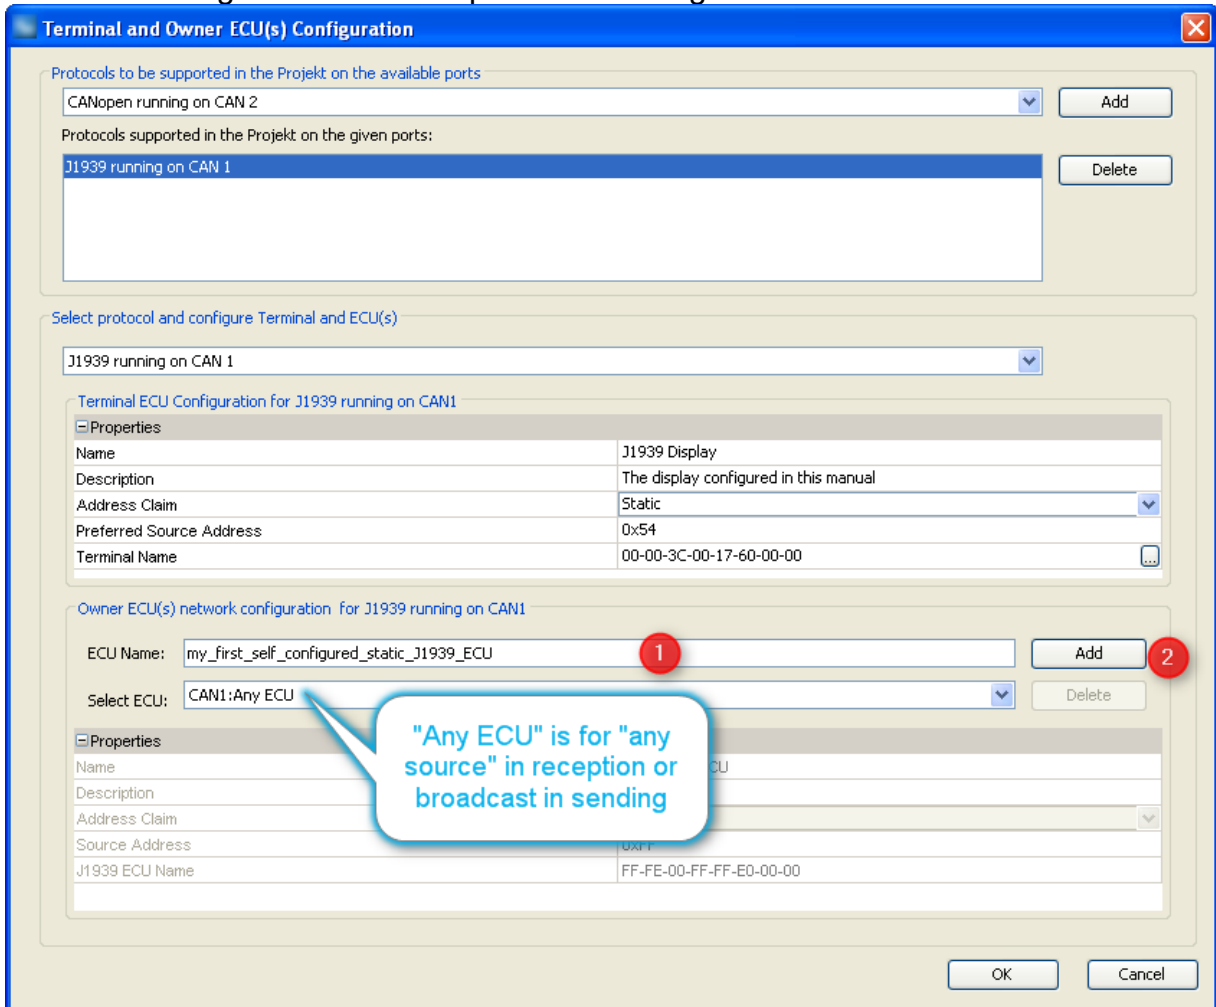 Terminal and Owner ECU(s) Configuration
Protocols to be supported in the Projekt on the available ports
CANopen running on CAN 2
Add
Protocols supported in the Projekt on the given ports:
J1939 running on CAN 1
Delete
Select protocol and configure Terminal and ECU(s)
J1939 running on CAN 1
Terminal ECU Configuration for J1939 running on CAN1
Properties
Name J1939 Display
Description The display configured in this manual
Address Claim Static
Preferred Source Address 0x54
Terminal Name 00-00-3C-00-17-60-00-00 ...
Owner ECU(s) network configuration for J1939 running on CAN1
ECU Name: my_first_self_configured_static_J1939_ECU 1 Add 2
Select ECU: CAN1:Any ECU Delete
"Any ECU" is for "any
source" in reception or
broadcast in sending
Properties
Name CU
Description
Address Claim
Source Address 0xFF
J1939 ECU Name FF-FE-00-FF-FF-E0-00-00
OK Cancel